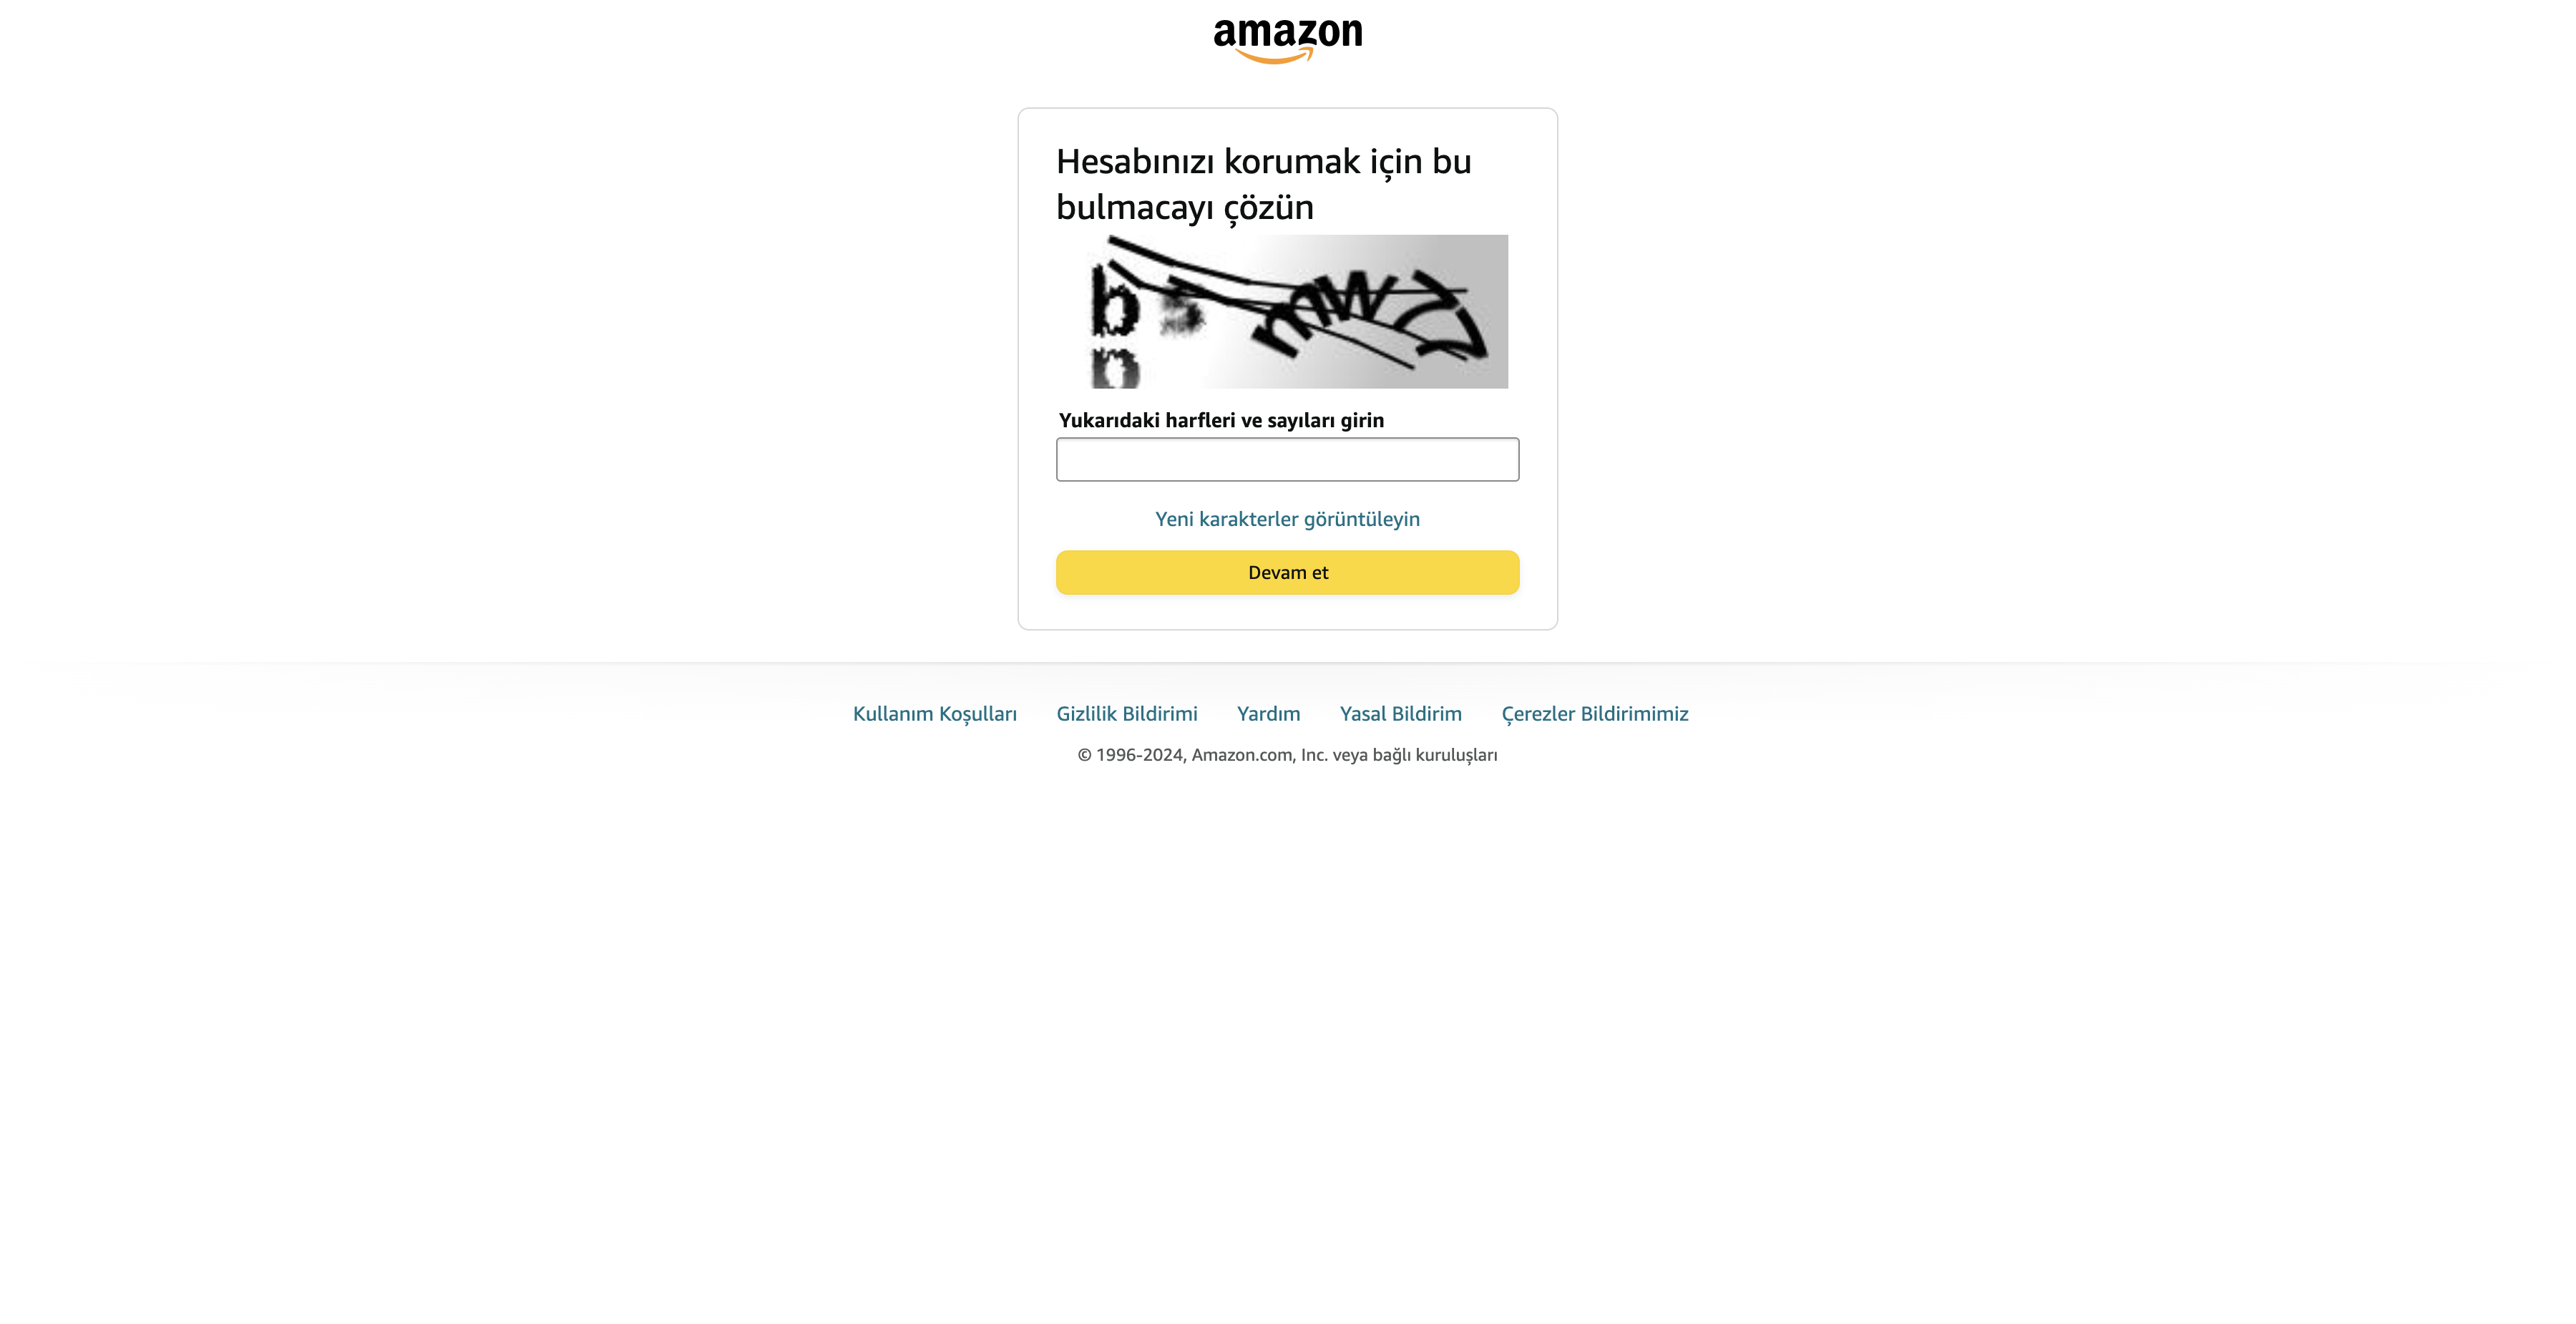 amazon
Hesabınızı korumak için bu
bulmacayı çözün
Yukarıdaki harfleri ve sayıları girin
Yeni karakterler görüntüleyin
Devam et
Kullanım Koşulları Gizlilik Bildirimi Yardım Yasal Bildirim Çerezler Bildirimimiz
© 1996-2024, Amazon.com, Inc. veya bağlı kuruluşları